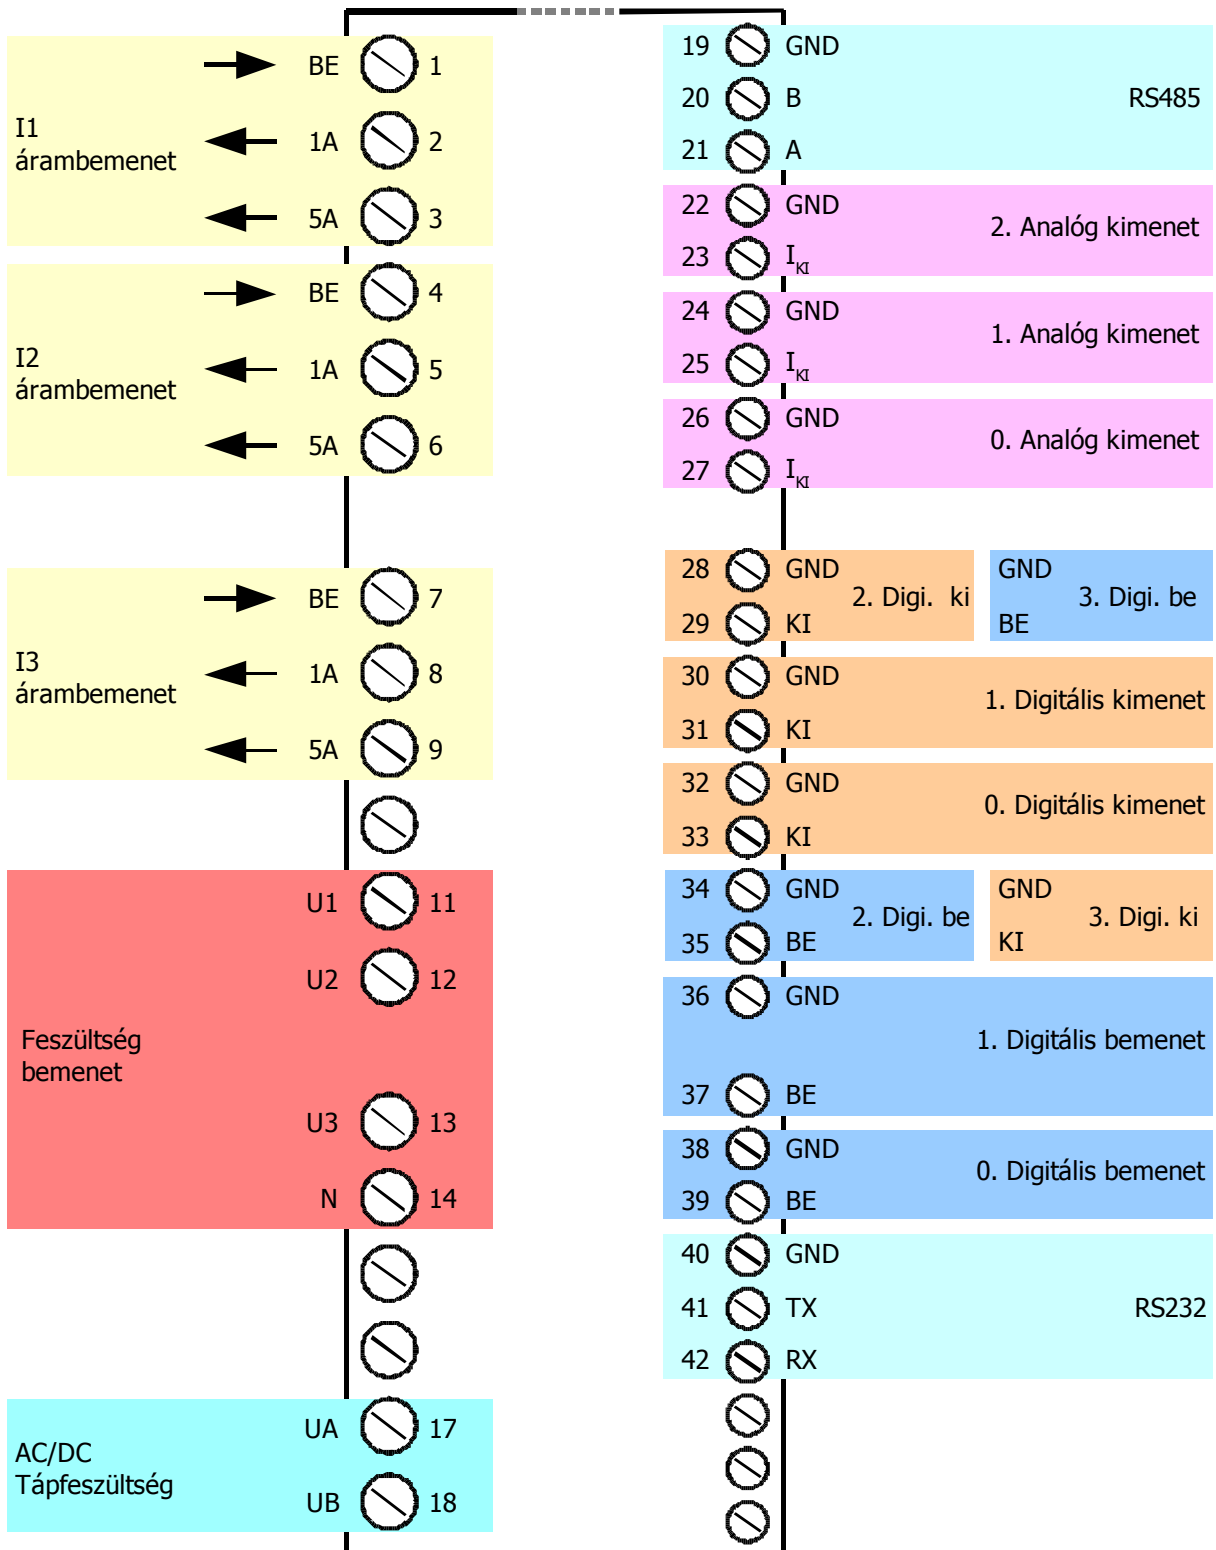 BE 1
I1
árambemenet
1A 2
5A 3
BE 4
I2
árambemenet
1A 5
5A 6
BE 7
I3
árambemenet
1A 8
5A 9
U1 11
U2 12
Feszültség
bemenet
U3 13
N 14
UA 17
AC/DC
Tápfeszültség
UB 18
19 GND
20 B RS485
21 A
22 GND
2. Analóg kimenet
23 IKI
24 GND
1. Analóg kimenet
25 IKI
26 GND
0. Analóg kimenet
27 IKI
28 GND GND
2. Digi. ki 3. Digi. be
29 KI BE
30 GND
1. Digitális kimenet
31 KI
32 GND
0. Digitális kimenet
33 KI
34 GND GND
2. Digi. be 3. Digi. ki
35 BE KI
36 GND
1. Digitális bemenet
37 BE
38 GND
0. Digitális bemenet
39 BE
40 GND
41 TX RS232
42 RX